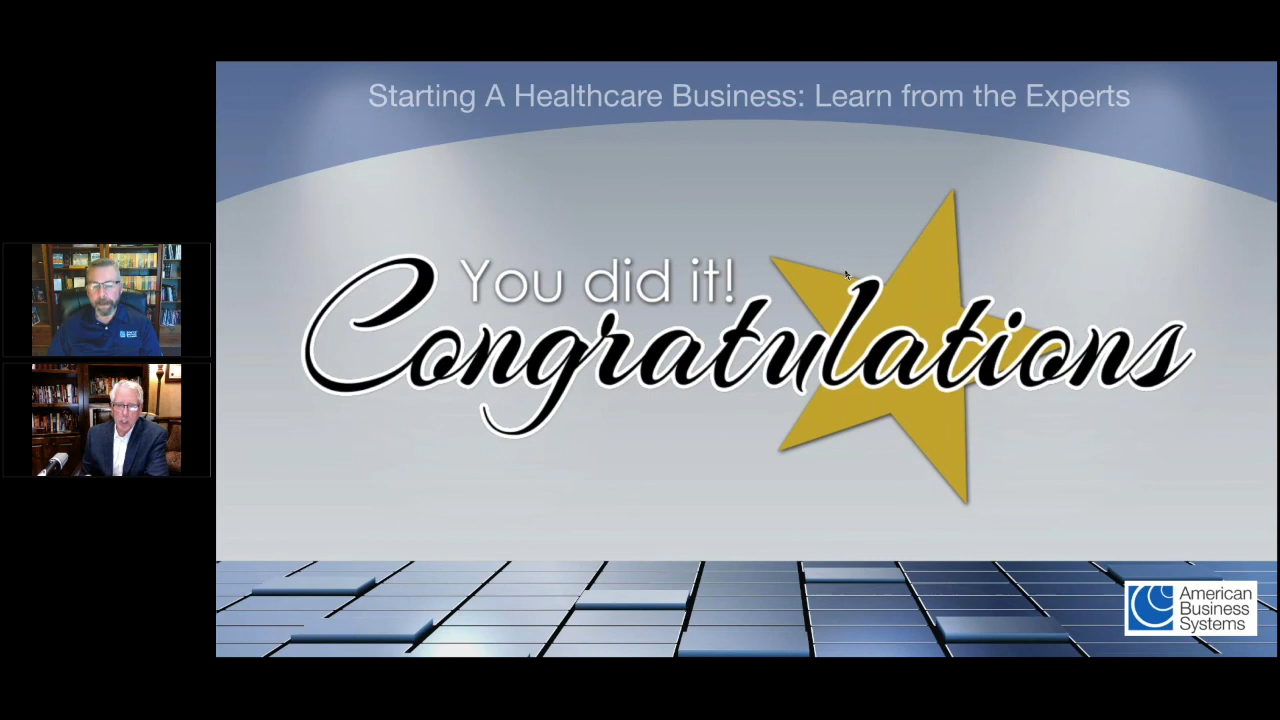 Starting A Healthcare Business: Learn from the Experts
You did it!
Congratulations
American
Business
Systems